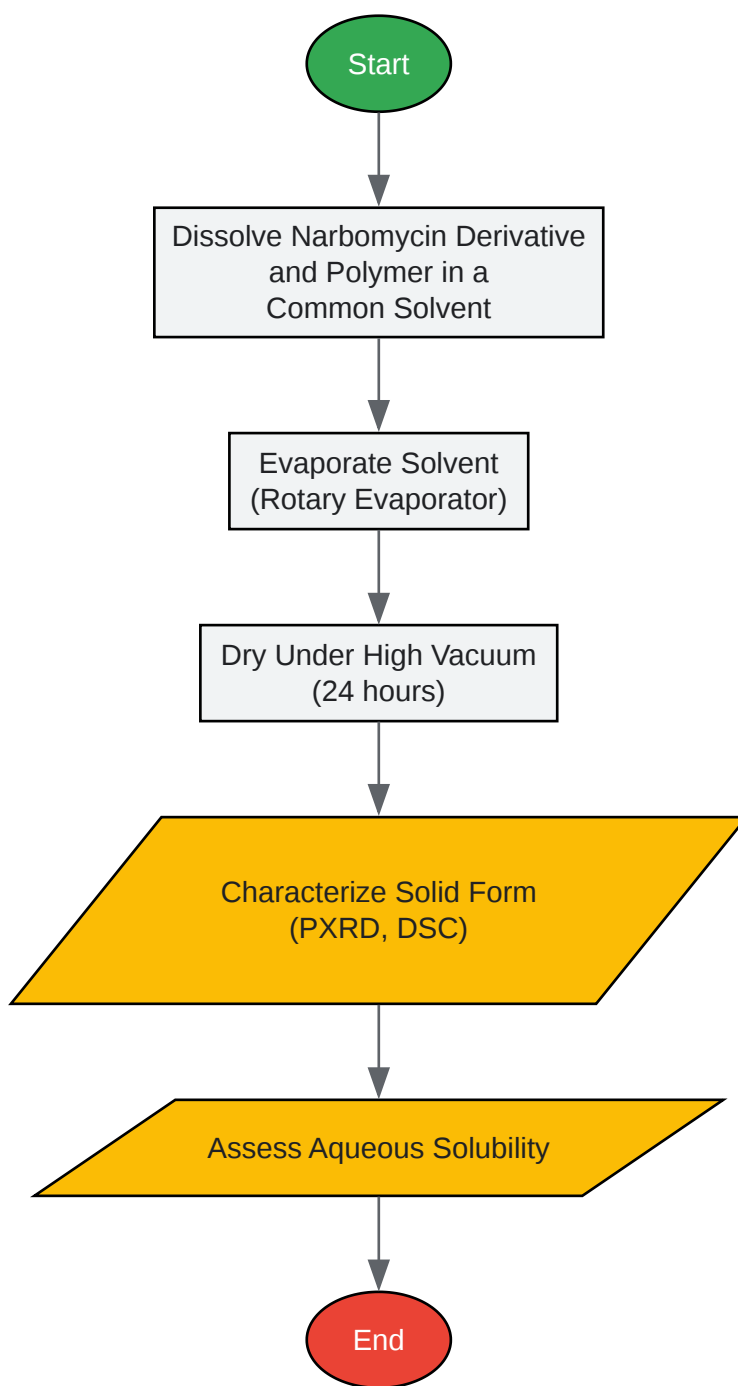 Start
Dissolve Narbomycin Derivative
and Polymer in a
Common Solvent
Evaporate Solvent
(Rotary Evaporator)
Dry Under High Vacuum
(24 hours)
Characterize Solid Form
(PXRD, DSC)
Assess Aqueous Solubility
End